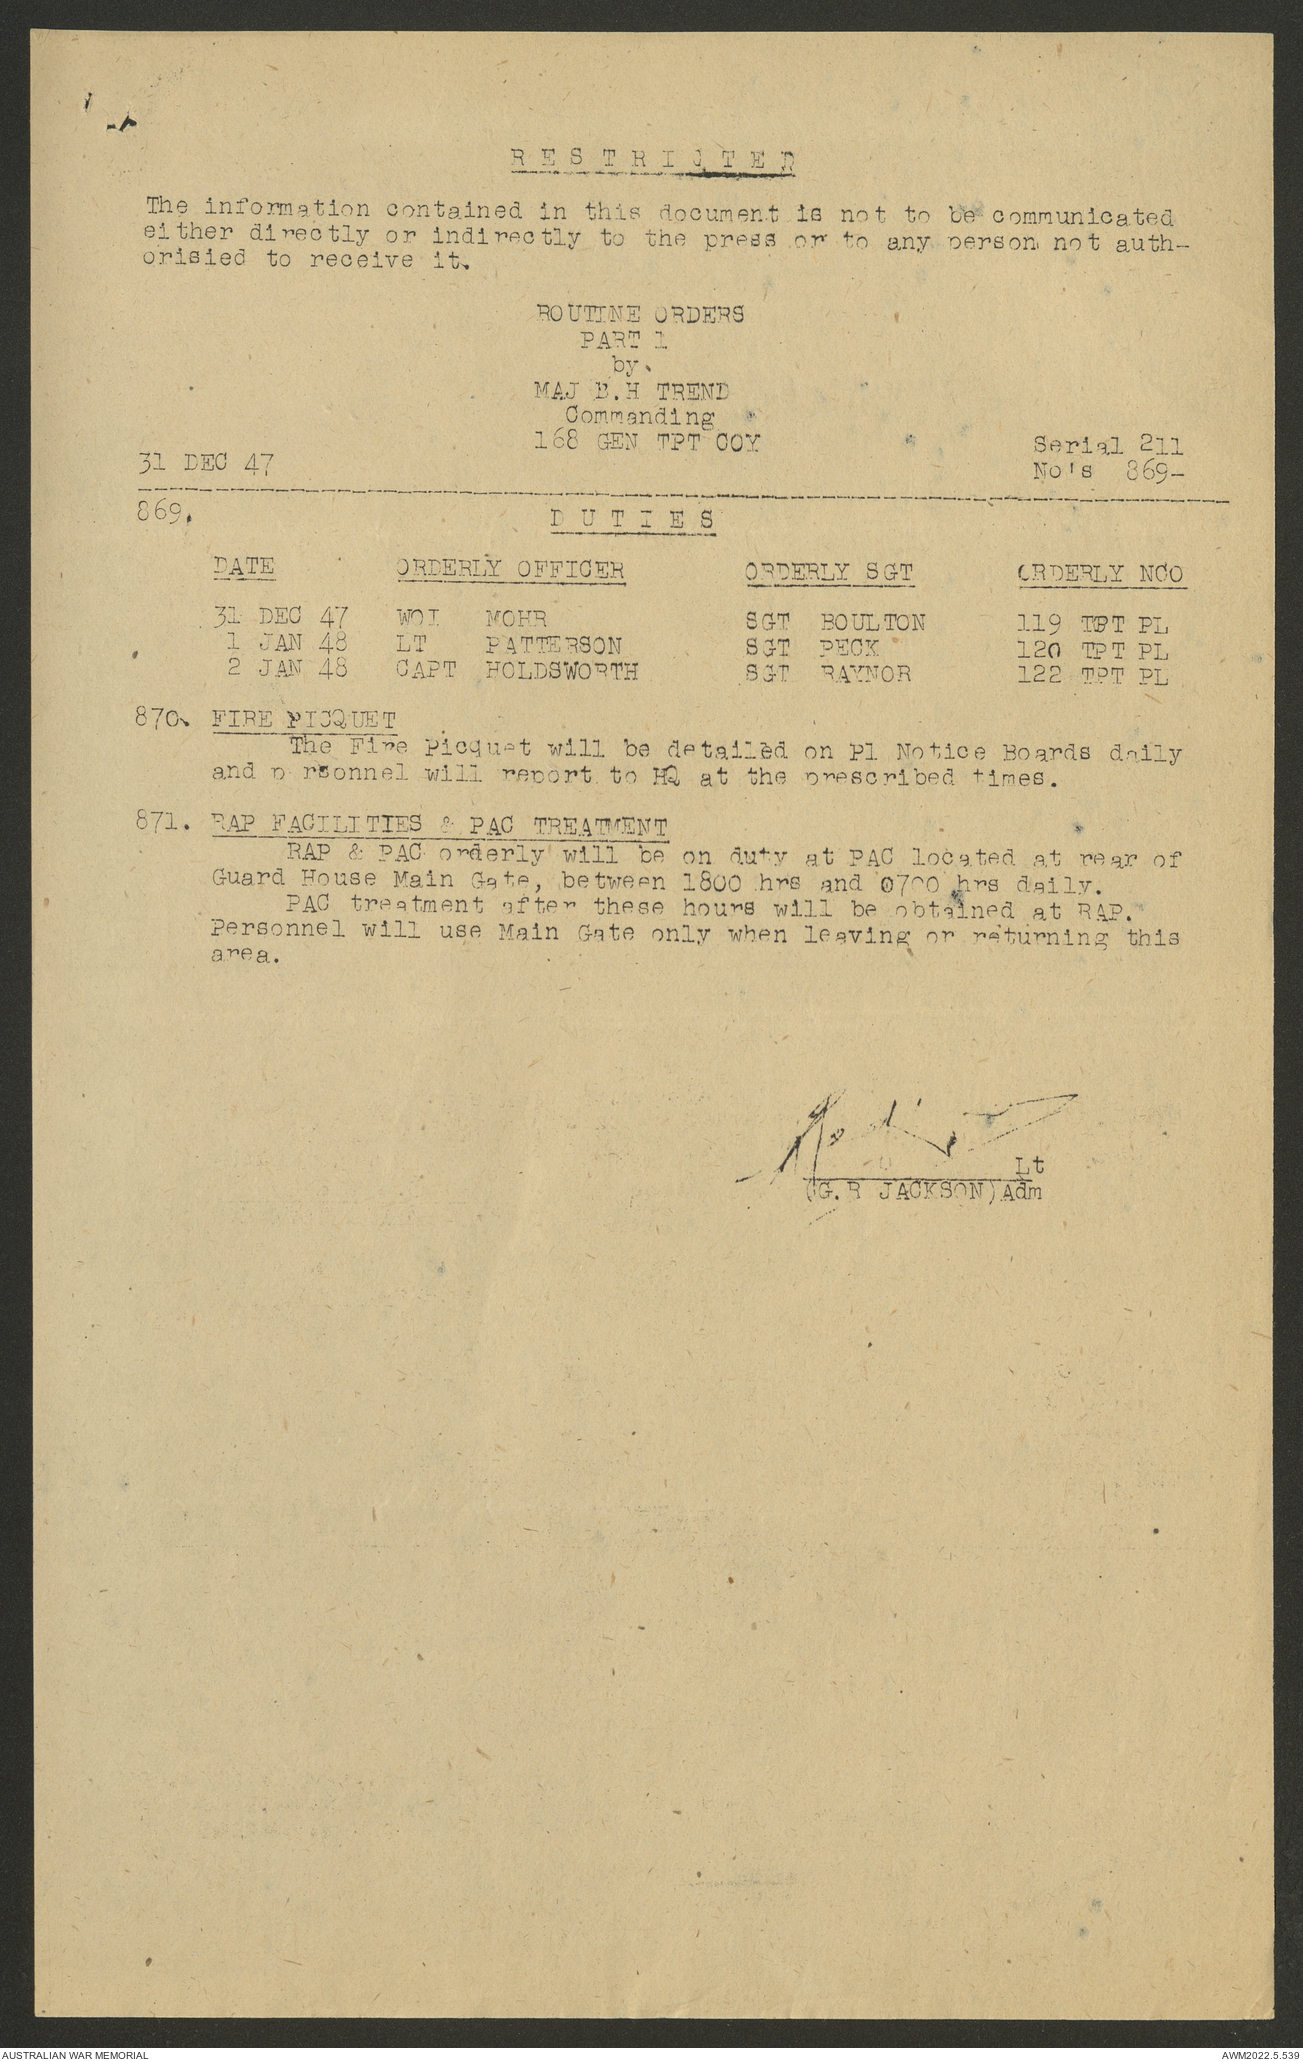 RESTRICTED
The information contained in this document is not to be communicated
either directly or indirectly to the press or to any person not auth-
orisied to receive it.
ROUTINE ORDERS
PART 1
by
MAJ B.H TREND
Commanding
168 GEN TPT COY
Serial 211
31 DEC 47
No's 869-
869.
DUTIES
DATE ORDERLY OFFICER ORDERLY SGT ORDERLY NCO
31 DEC 47 WOI MOHR SGT BOULTON 119 TPT PL
1 JAN 48 LT PATTERSON SGT PECK 120 TPT PL
2 JAN 48 CAPT HOLDSWORTH SGT RAYNOR 122 TPT PL
870. FIRE PICQUET
The Fire Picquet will be detailed on Pl Notice Boards daily
and personnel will report to HQ at the prescribed times.
871. RAP FACILITIES & PAC TREATMENT
RAP & PAC orderly will be on duty at PAC located at rear of
Guard House Main Gate, between 1800 hrs and 0700 hrs daily.
PAC treatment after these hours will be obtained at RAP.
Personnel will use Main Gate only when leaving or returning this
area.
Lt
(G.R JACKSON) Adm
AUSTRALIAN WAR MEMORIAL
AWM2022.5.539